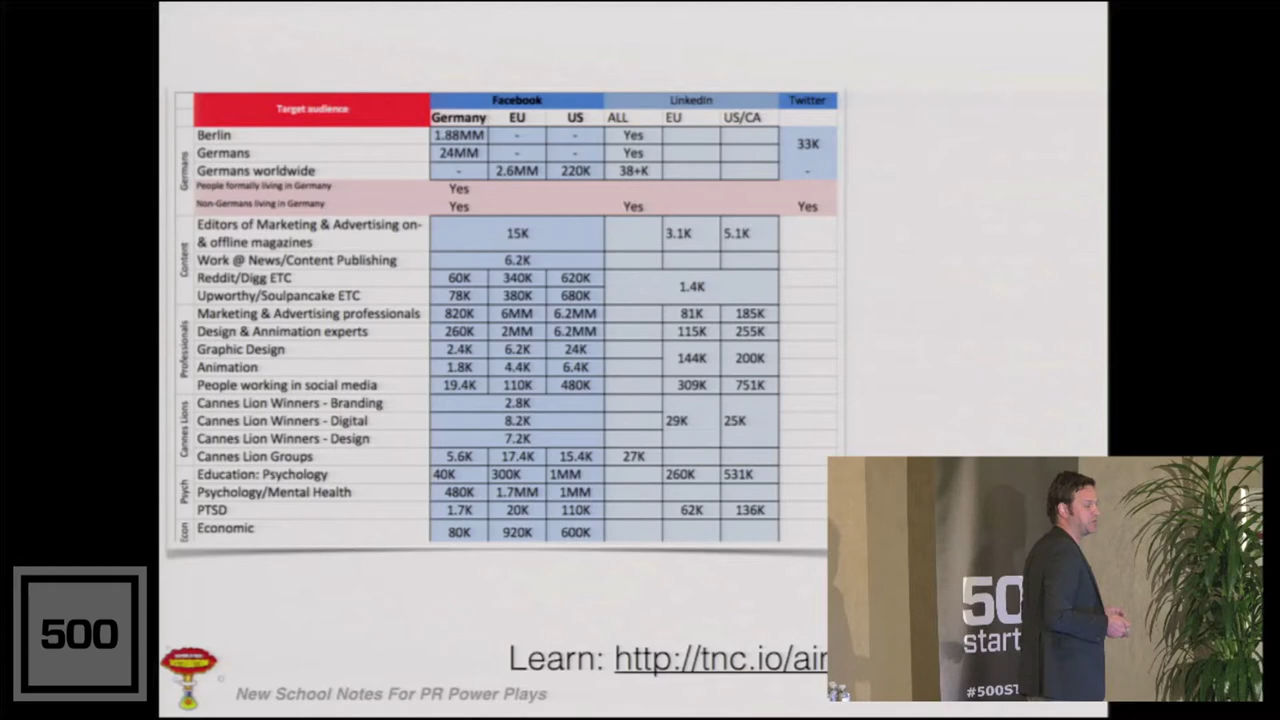 Target audience Facebook LinkedIn Twitter
Germany EU US ALL EU US/CA
Germans
Berlin 1.88MM - - Yes 33K
Germans 24MM - - Yes
Germans worldwide - 2.6MM 220K 38+K -
People formally living in Germany Yes
Non-Germans living in Germany Yes Yes Yes
Content
Editors of Marketing & Advertising on-
& offline magazines 15K 3.1K 5.1K
Work @ News/Content Publishing 6.2K
Reddit/Digg ETC 60K 340K 620K 1.4K
Upworthy/Soulpancake ETC 78K 380K 680K
Professionals
Marketing & Advertising professionals 820K 6MM 6.2MM 81K 185K
Design & Annimation experts 260K 2MM 6.2MM 115K 255K
Graphic Design 2.4K 6.2K 24K 144K 200K
Animation 1.8K 4.4K 6.4K
People working in social media 19.4K 110K 480K 309K 751K
Cannes Lions
Cannes Lion Winners - Branding 2.8K
Cannes Lion Winners - Digital 8.2K 29K 25K
Cannes Lion Winners - Design 7.2K
Cannes Lion Groups 5.6K 17.4K 15.4K 27K
Psych
Education: Psychology 40K 300K 1MM 260K 531K
Psychology/Mental Health 480K 1.7MM 1MM
PTSD 1.7K 20K 110K 62K 136K
Econ
Economic 80K 920K 600K
500
Learn: http://tnc.io/air
New School Notes For PR Power Plays
50
start
#500ST